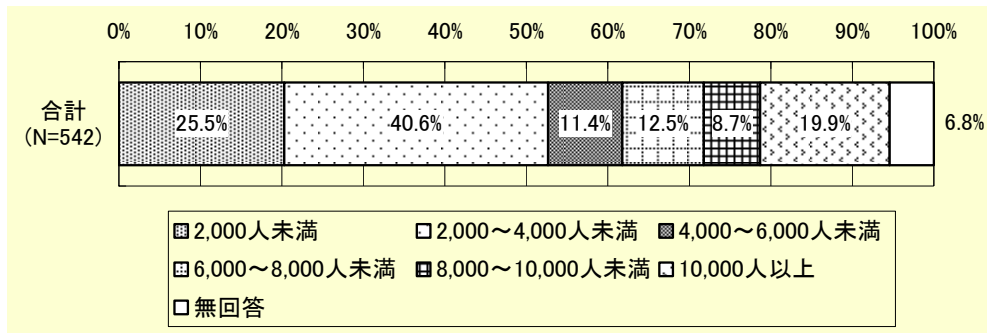 0% 10% 20% 30% 40% 50% 60% 70% 80% 90% 100%
合計
(N=542)
25.5% 40.6% 11.4% 12.5% 8.7% 19.9% 6.8%
2,000人未満 2,000～4,000人未満 4,000～6,000人未満
6,000～8,000人未満 8,000～10,000人未満 10,000人以上
無回答